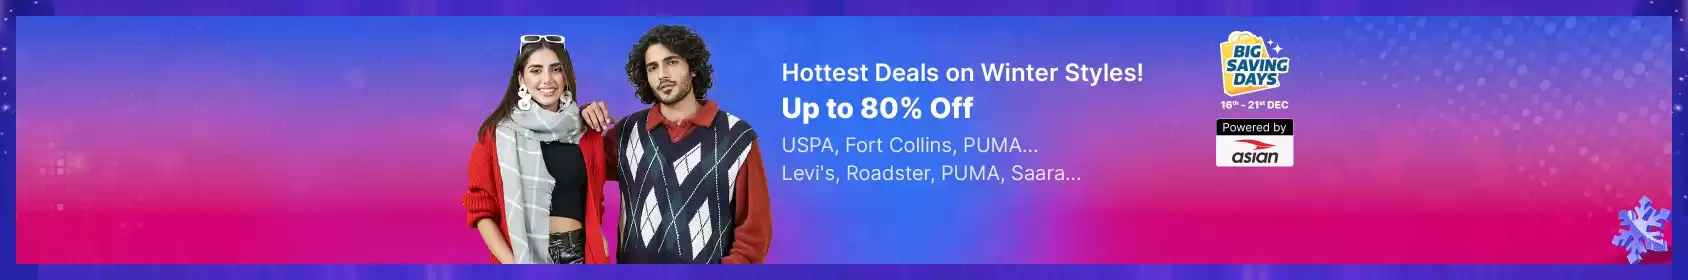 Hottest Deals on Winter Styles!
Up to 80% Off
USPA, Fort Collins, PUMA...
Levi's, Roadster, PUMA, Saara...
BIG
SAVING
DAYS
16th - 21st DEC
Powered by
asian